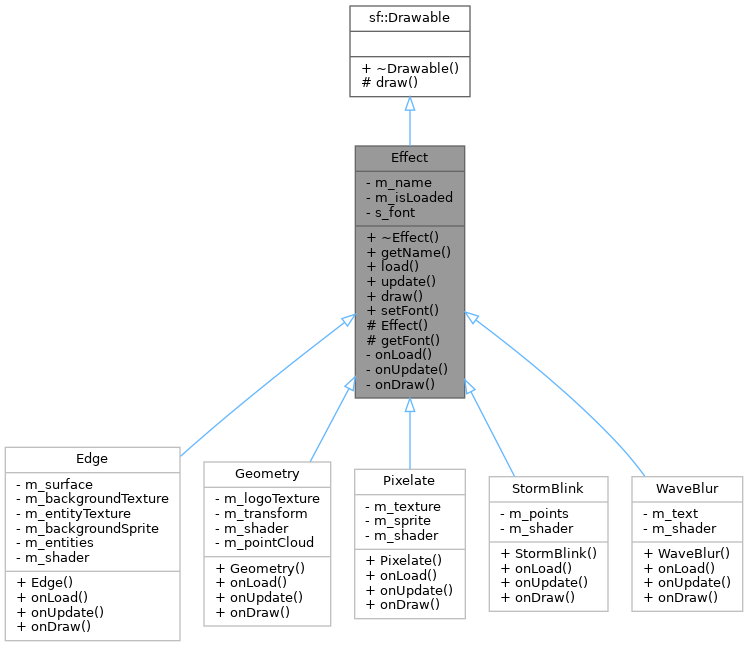 sf::Drawable
+ ~Drawable()
# draw()
Effect
- m_name
- m_isLoaded
- s_font
+ ~Effect()
+ getName()
+ load()
+ update()
+ draw()
+ setFont()
# Effect()
# getFont()
- onLoad()
- onUpdate()
- onDraw()
Edge
- m_surface
- m_backgroundTexture
- m_entityTexture
- m_backgroundSprite
- m_entities
- m_shader
+ Edge()
+ onLoad()
+ onUpdate()
+ onDraw()
Geometry
- m_logoTexture
- m_transform
- m_shader
- m_pointCloud
+ Geometry()
+ onLoad()
+ onUpdate()
+ onDraw()
Pixelate
- m_texture
- m_sprite
- m_shader
+ Pixelate()
+ onLoad()
+ onUpdate()
+ onDraw()
StormBlink
- m_points
- m_shader
+ StormBlink()
+ onLoad()
+ onUpdate()
+ onDraw()
WaveBlur
- m_text
- m_shader
+ WaveBlur()
+ onLoad()
+ onUpdate()
+ onDraw()